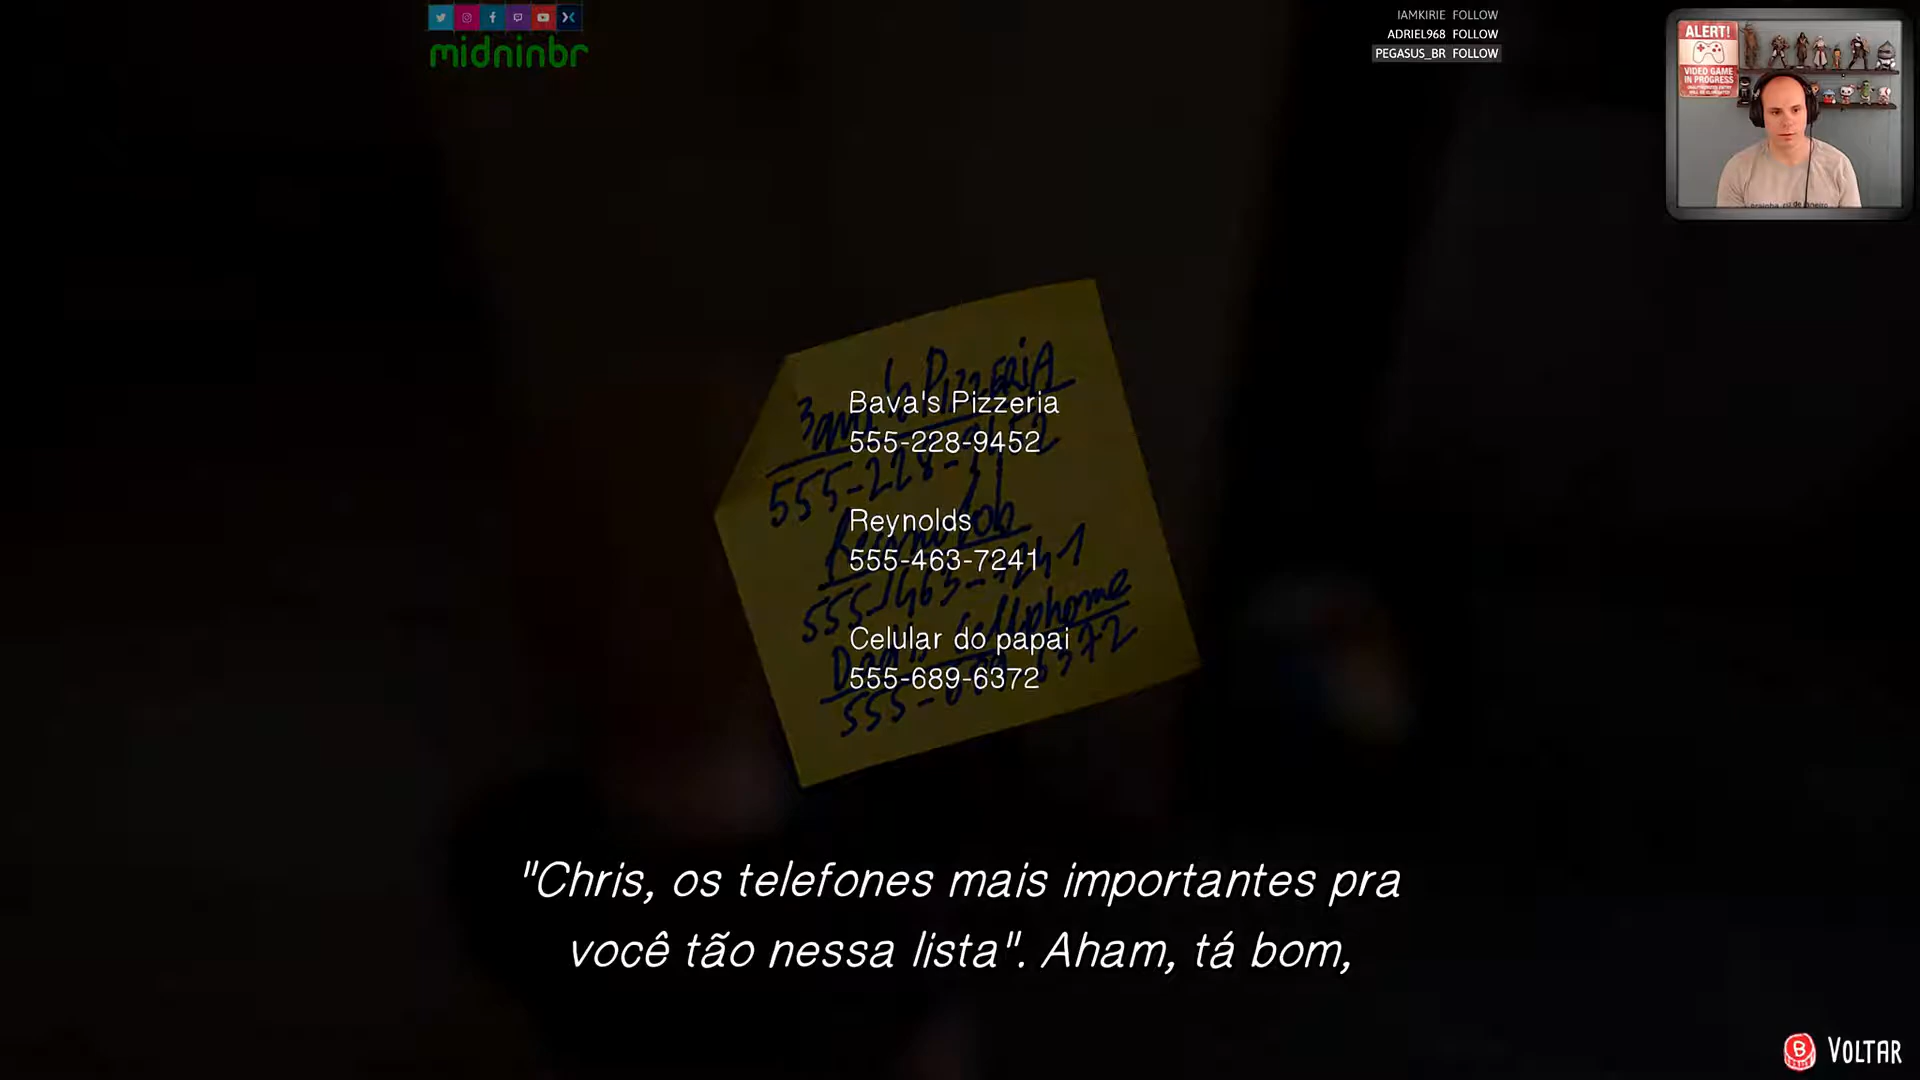 midninbr
IAMKIRIE FOLLOW
ADRIEL968 FOLLOW
PEGASUS_BR FOLLOW
ALERT!
VIDEO GAME
IN PROGRESS
Bava's Pizzeria
555-228-9452
Reynolds
555-463-7241
Celular do papai
555-689-6372
"Chris, os telefones mais importantes pra
você tão nessa lista". Aham, tá bom,
B VOLTAR